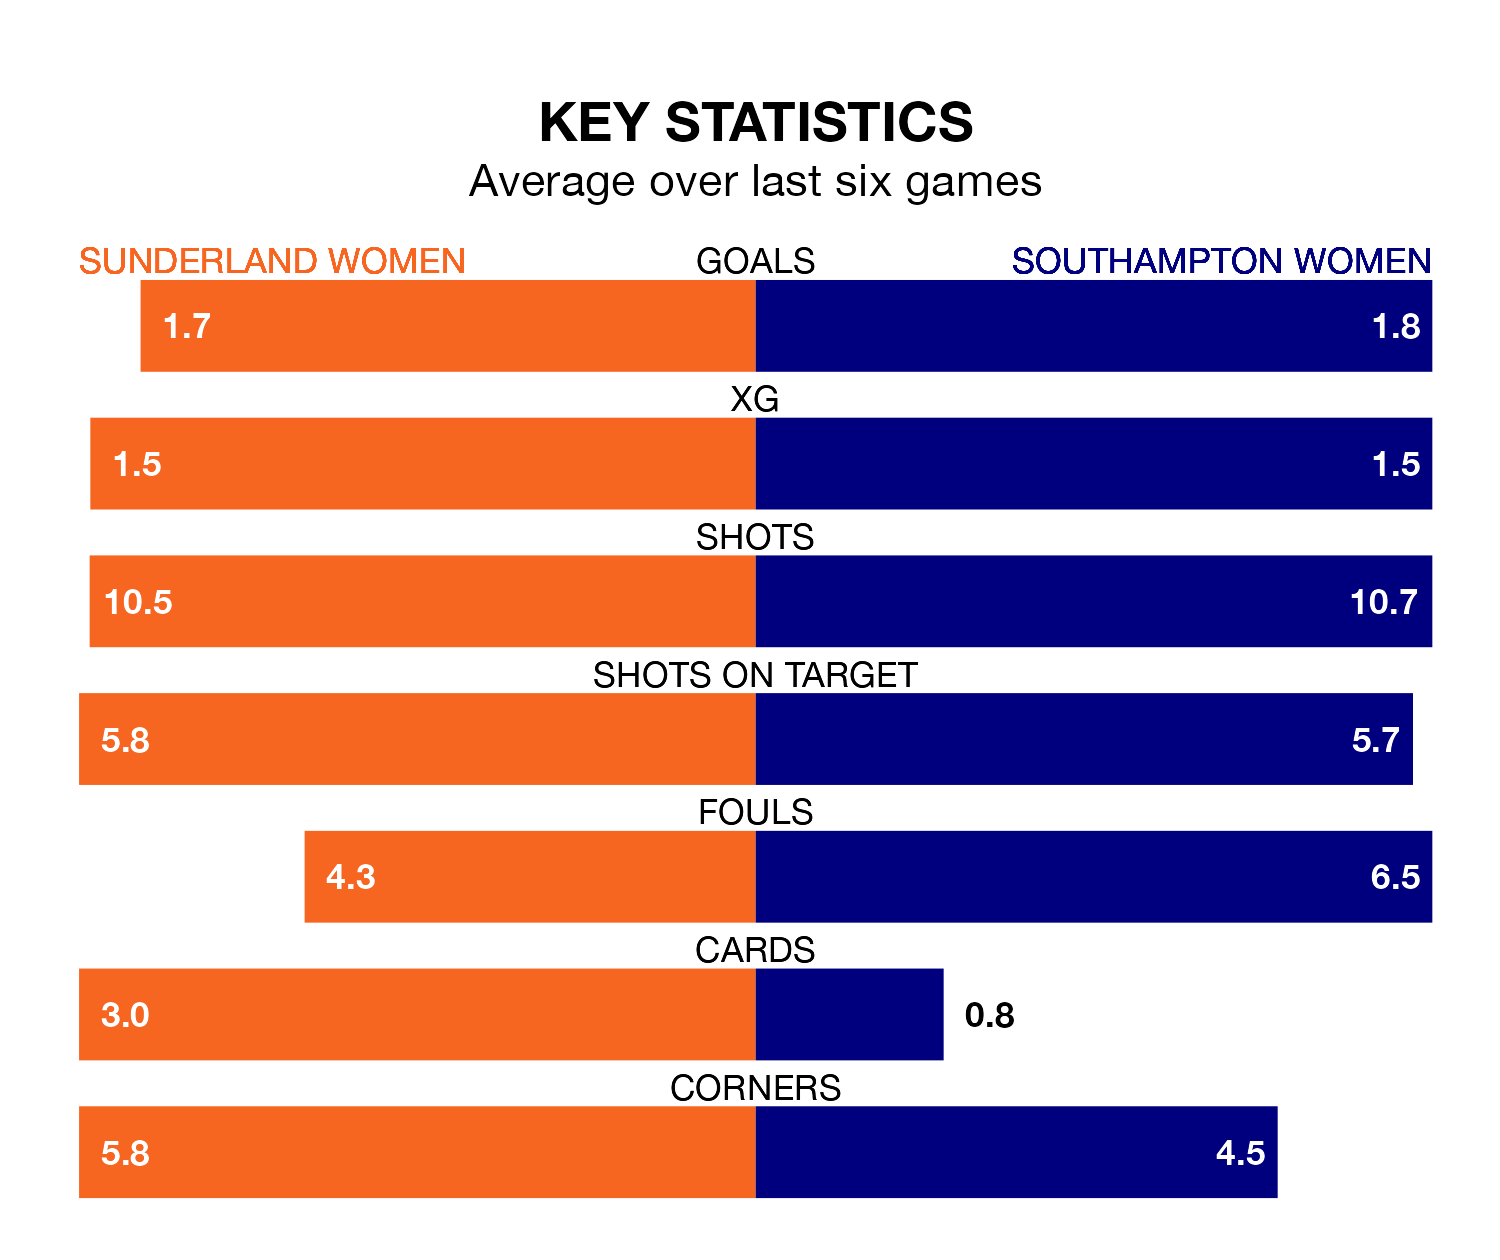 KEY STATISTICS
Average over last six games
SUNDERLAND WOMEN GOALS SOUTHAMPTON WOMEN
1.7 1.8
XG
1.5 1.5
SHOTS
10.5 10.7
SHOTS ON TARGET
5.8 5.7
FOULS
4.3 6.5
CARDS
3.0 0.8
CORNERS
5.8 4.5